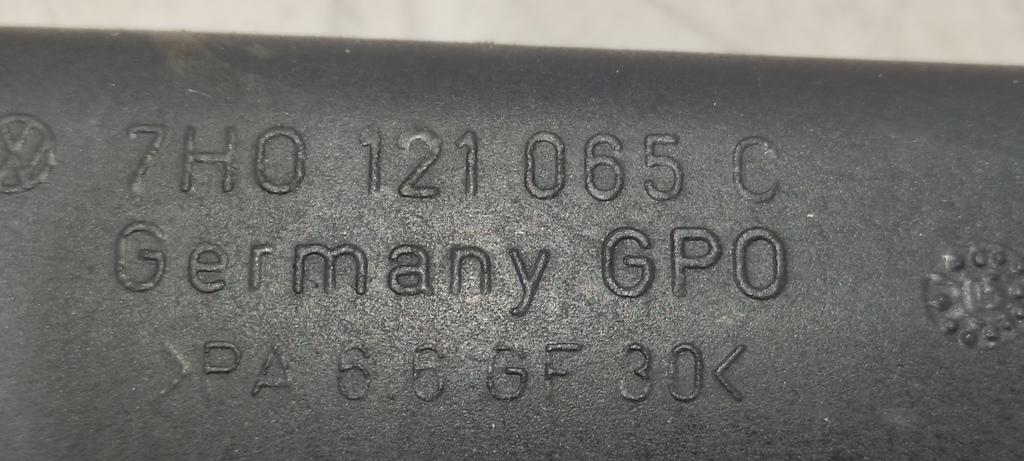 7H0 121 065 C
Germany GPO
>PA 6.6 GF 30<